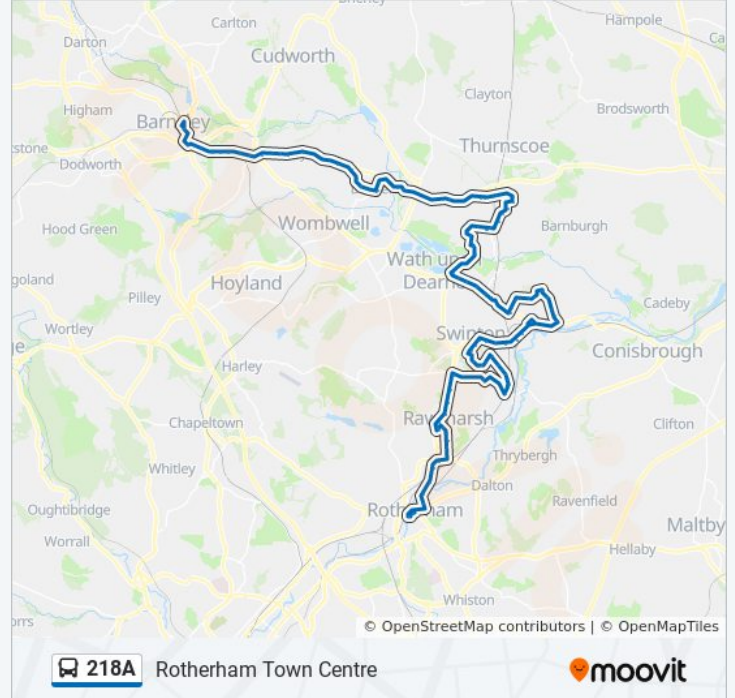 Brierley
Hampole
Carlton
Darton
Cudworth
Clayton
Higham
Barnsley
Brodsworth
Thurnscoe
Dodworth
Wombwell
Barnburgh
Hood Green
Wath upon
Dearne
Hoyland
Pilley
Cadeby
Wortley
Swinton
Conisbrough
Harley
Rawmarsh
Chapeltown
Clifton
Thrybergh
Whitley
Dalton
Ravenfield
Oughtibridge
Rotherham
Maltby
Worrall
Hellaby
Whiston
© OpenStreetMap contributors | © OpenMapTiles
218A Rotherham Town Centre
moovit